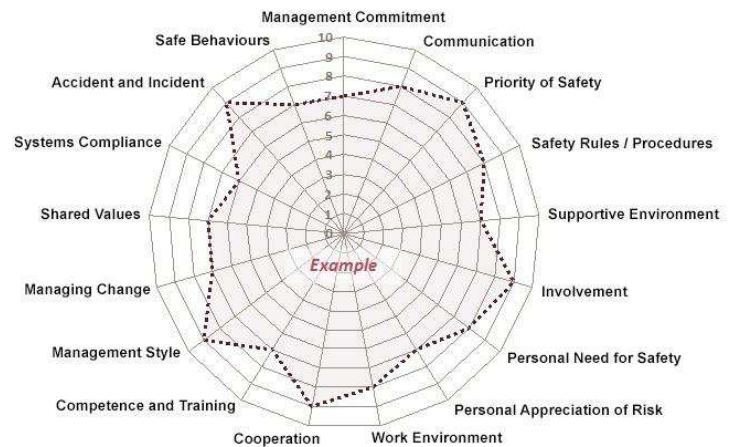 Management Commitment
Safe Behaviours
Communication
Accident and Incident
Priority of Safety
Systems Compliance
Safety Rules / Procedures
Shared Values
Supportive Environment
Managing Change
Involvement
Management Style
Personal Need for Safety
Competence and Training
Personal Appreciation of Risk
Cooperation
Work Environment
10
9
8
7
6
5
4
3
2
1
0
Example